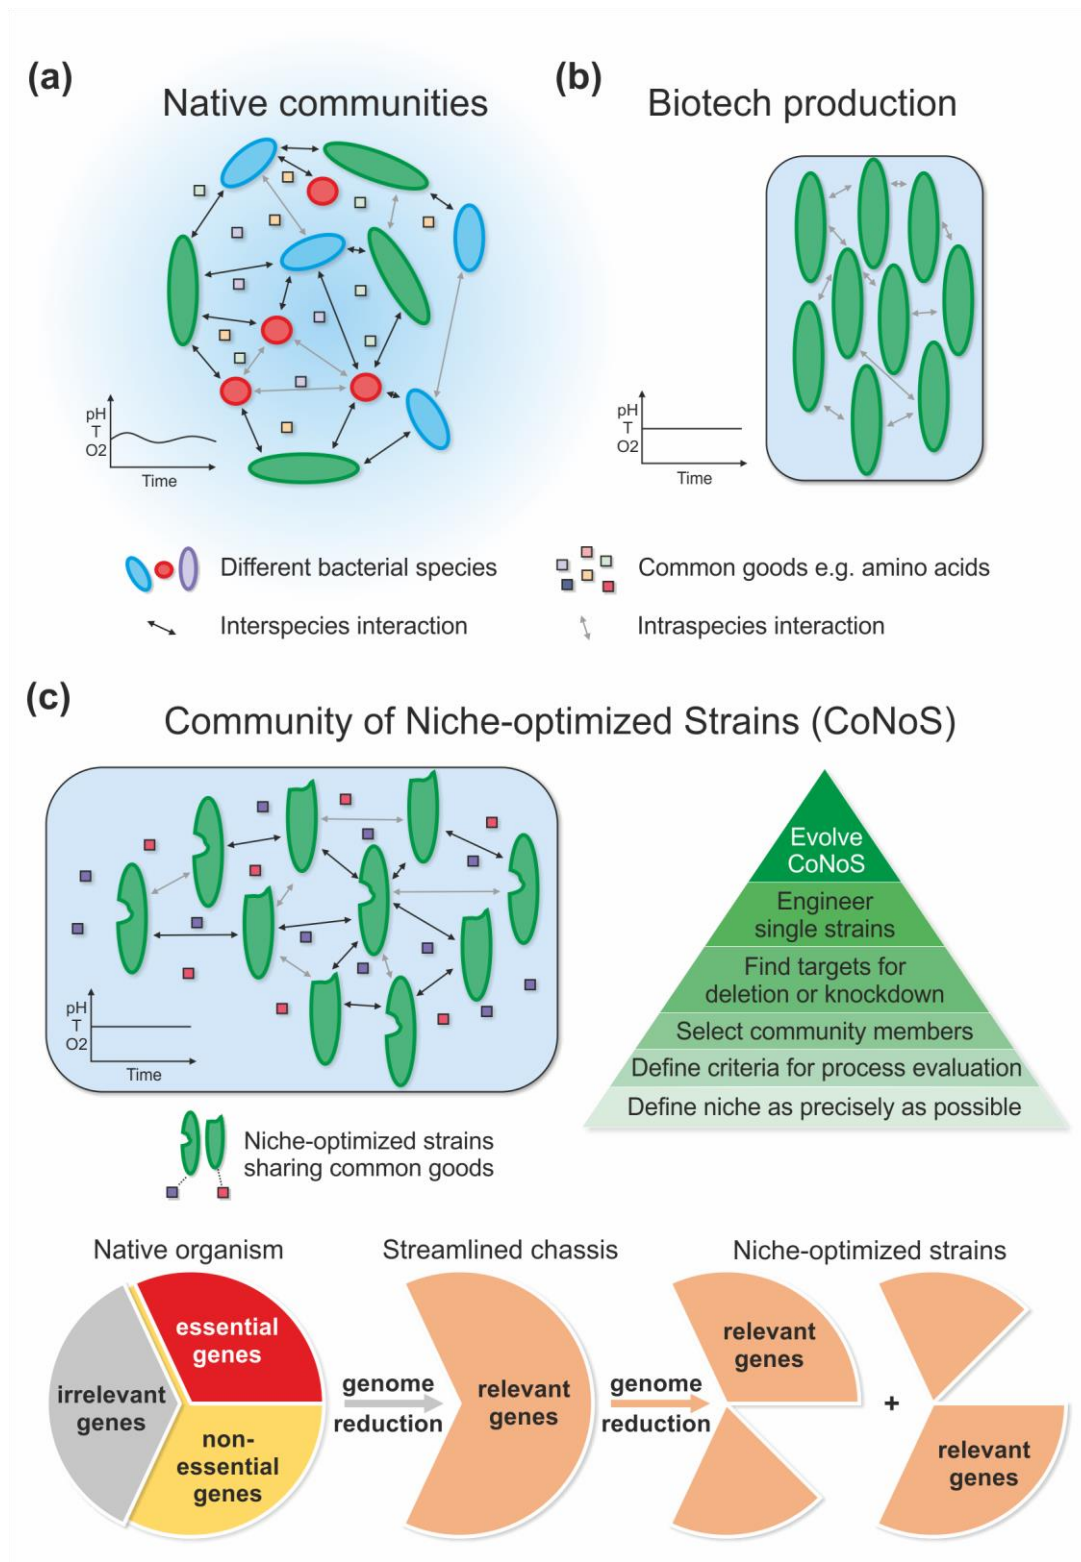 (a)
Native communities
pH
T
O2
Time
(b)
Biotech production
pH
T
O2
Time
Different bacterial species
Common goods e.g. amino acids
Interspecies interaction
Intraspecies interaction
(c)
Community of Niche-optimized Strains (CoNoS)
pH
T
O2
Time
Niche-optimized strains
sharing common goods
Evolve
CoNoS
Engineer
single strains
Find targets for
deletion or knockdown
Select community members
Define criteria for process evaluation
Define niche as precisely as possible
Native organism
Streamlined chassis
Niche-optimized strains
essential
genes
irrelevant
genes
non-
essential
genes
genome
reduction
relevant
genes
genome
reduction
relevant
genes
+
relevant
genes